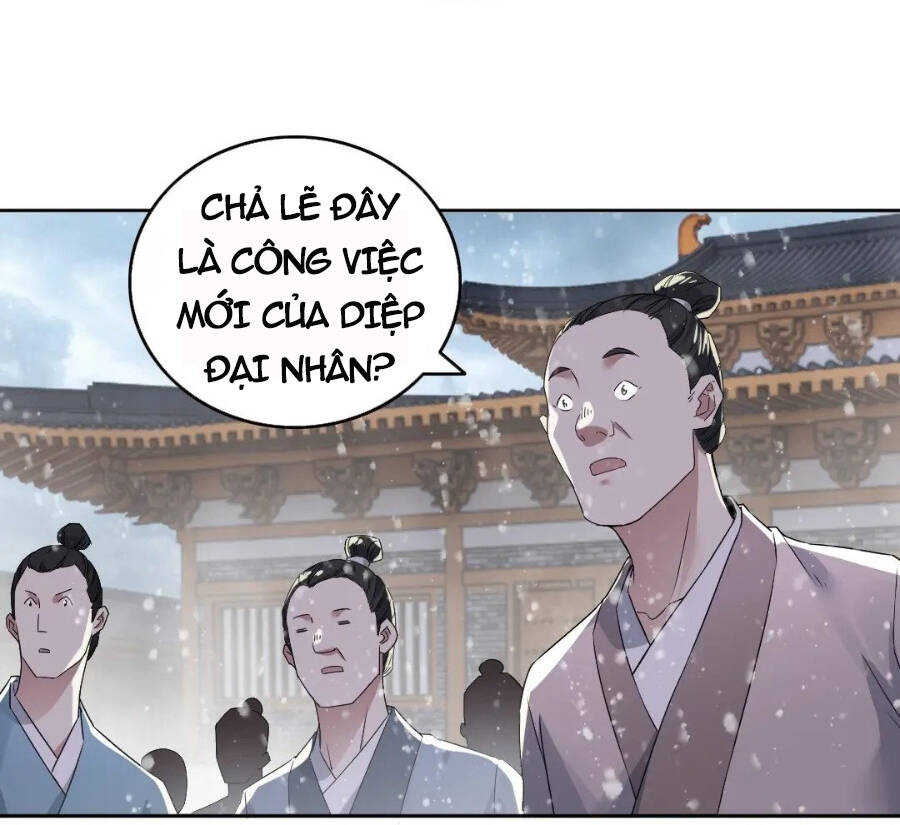 CHẢ LẼ ĐÂY
LÀ CÔNG VIỆC
MỚI CỦA DIỆP
ĐẠI NHÂN?